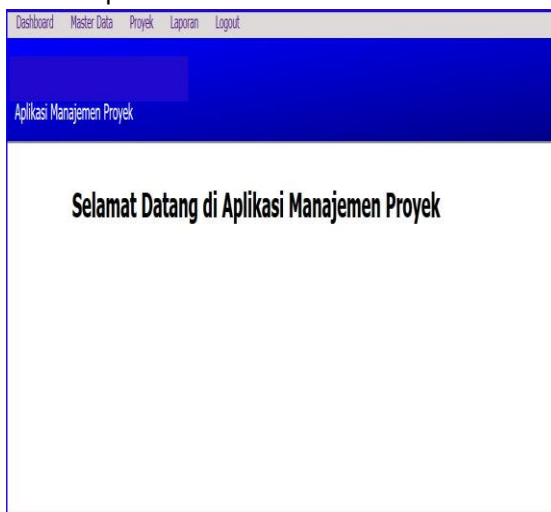 Dashboard Master Data Proyek Laporan Logout
Aplikasi Manajemen Proyek
Selamat Datang di Aplikasi Manajemen Proyek